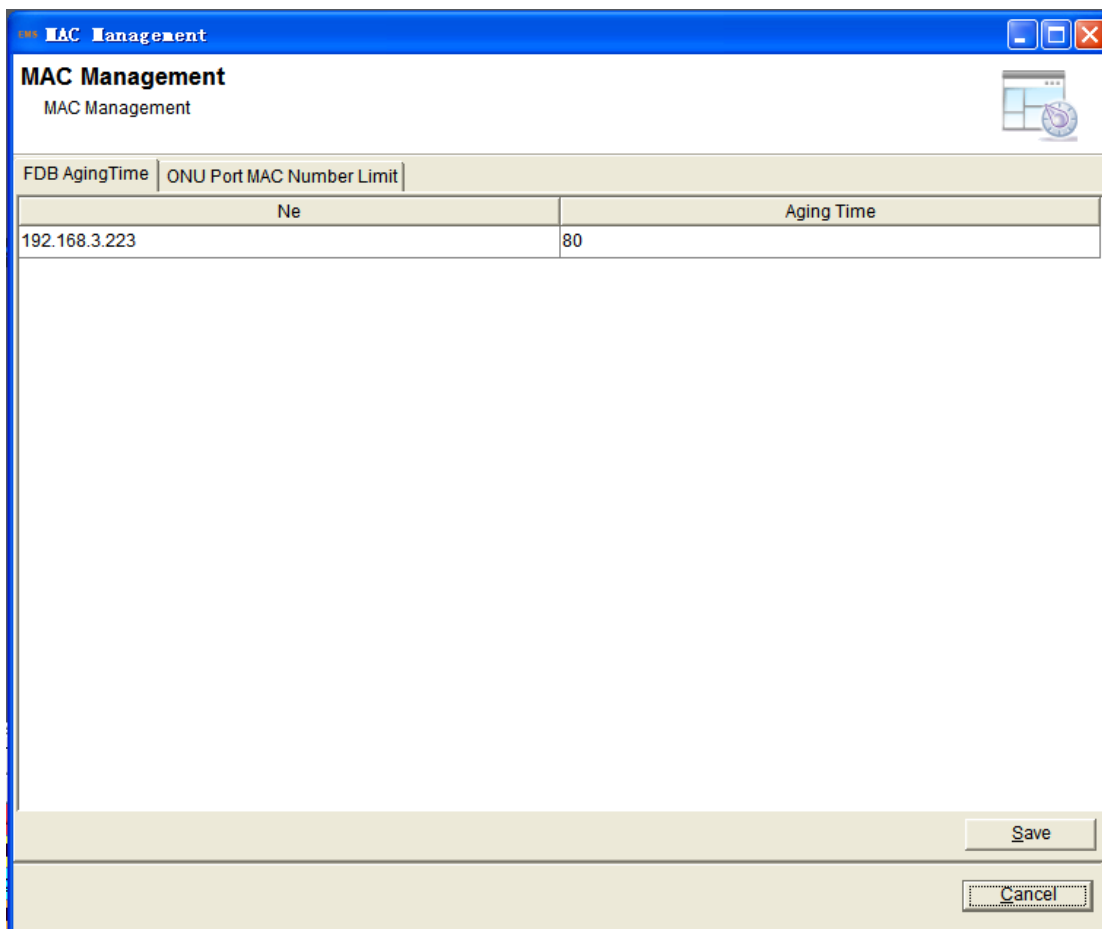 EMS MAC Management
MAC Management
MAC Management
FDB AgingTime ONU Port MAC Number Limit
Ne Aging Time
192.168.3.223 80
Save
Cancel